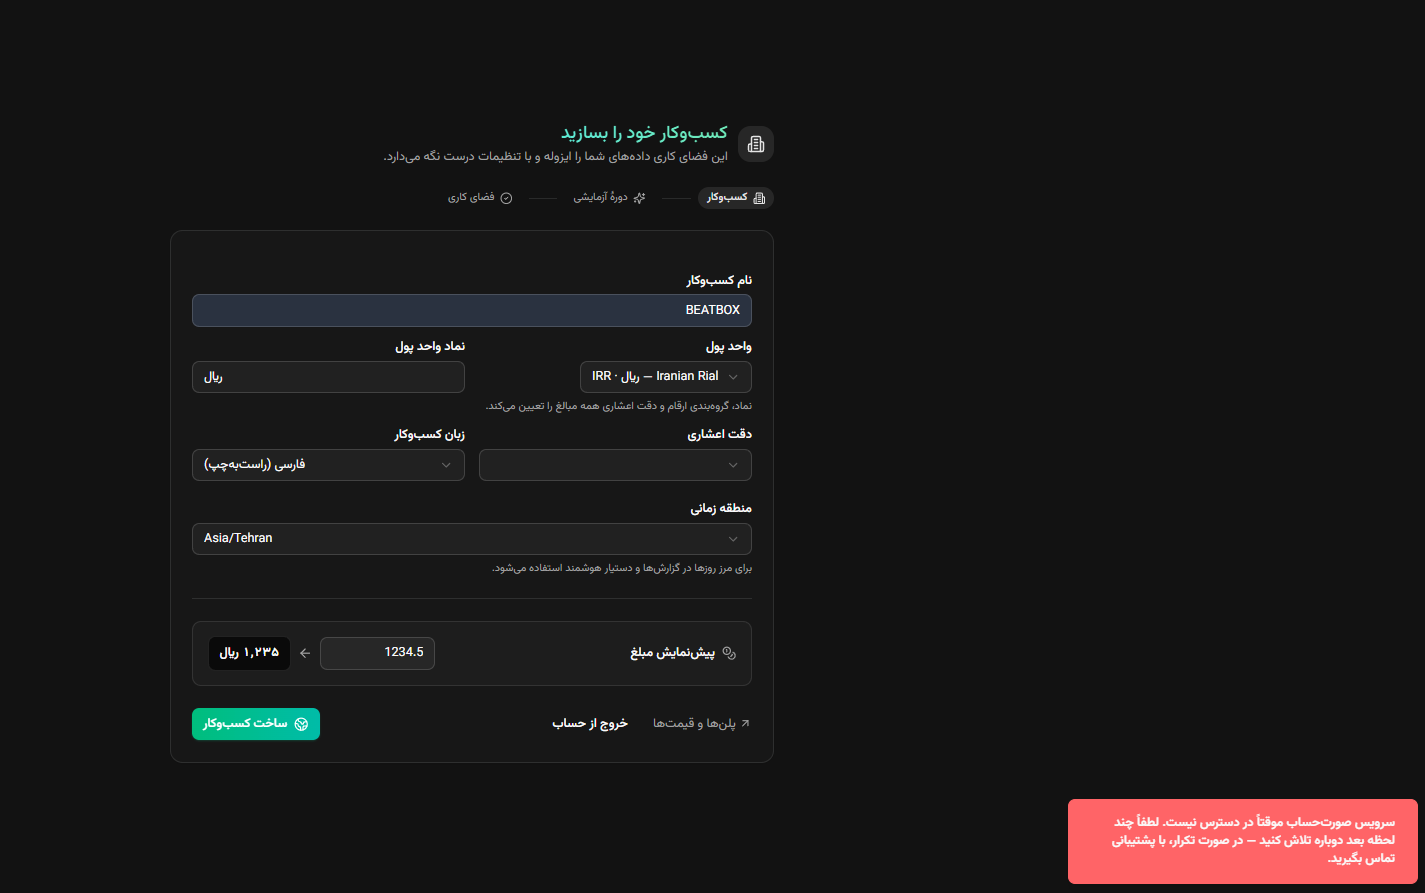 کسب‌وکار خود را بسازید
این فضای کاری داده‌های شما را ایزوله و با تنظیمات درست نگه می‌دارد.
کسب‌وکار
دورهٔ آزمایشی
فضای کاری
نام کسب‌وکار
BEATBOX
واحد پول
نماد واحد پول
IRR · ریال — Iranian Rial
ریال
نماد، گروه‌بندی ارقام و دقت اعشاری همه مبالغ را تعیین می‌کند.
دقت اعشاری
زبان کسب‌وکار
فارسی (راست‌به‌چپ)
منطقه زمانی
Asia/Tehran
برای مرز روزها در گزارش‌ها و دستیار هوشمند استفاده می‌شود.
پیش‌نمایش مبلغ
1234.5
۱,۲۳۵ ریال
پلن‌ها و قیمت‌ها
خروج از حساب
ساخت کسب‌وکار
سرویس صورت‌حساب موقتاً در دسترس نیست. لطفاً چند
لحظه بعد دوباره تلاش کنید — در صورت تکرار، با پشتیبانی
تماس بگیرید.